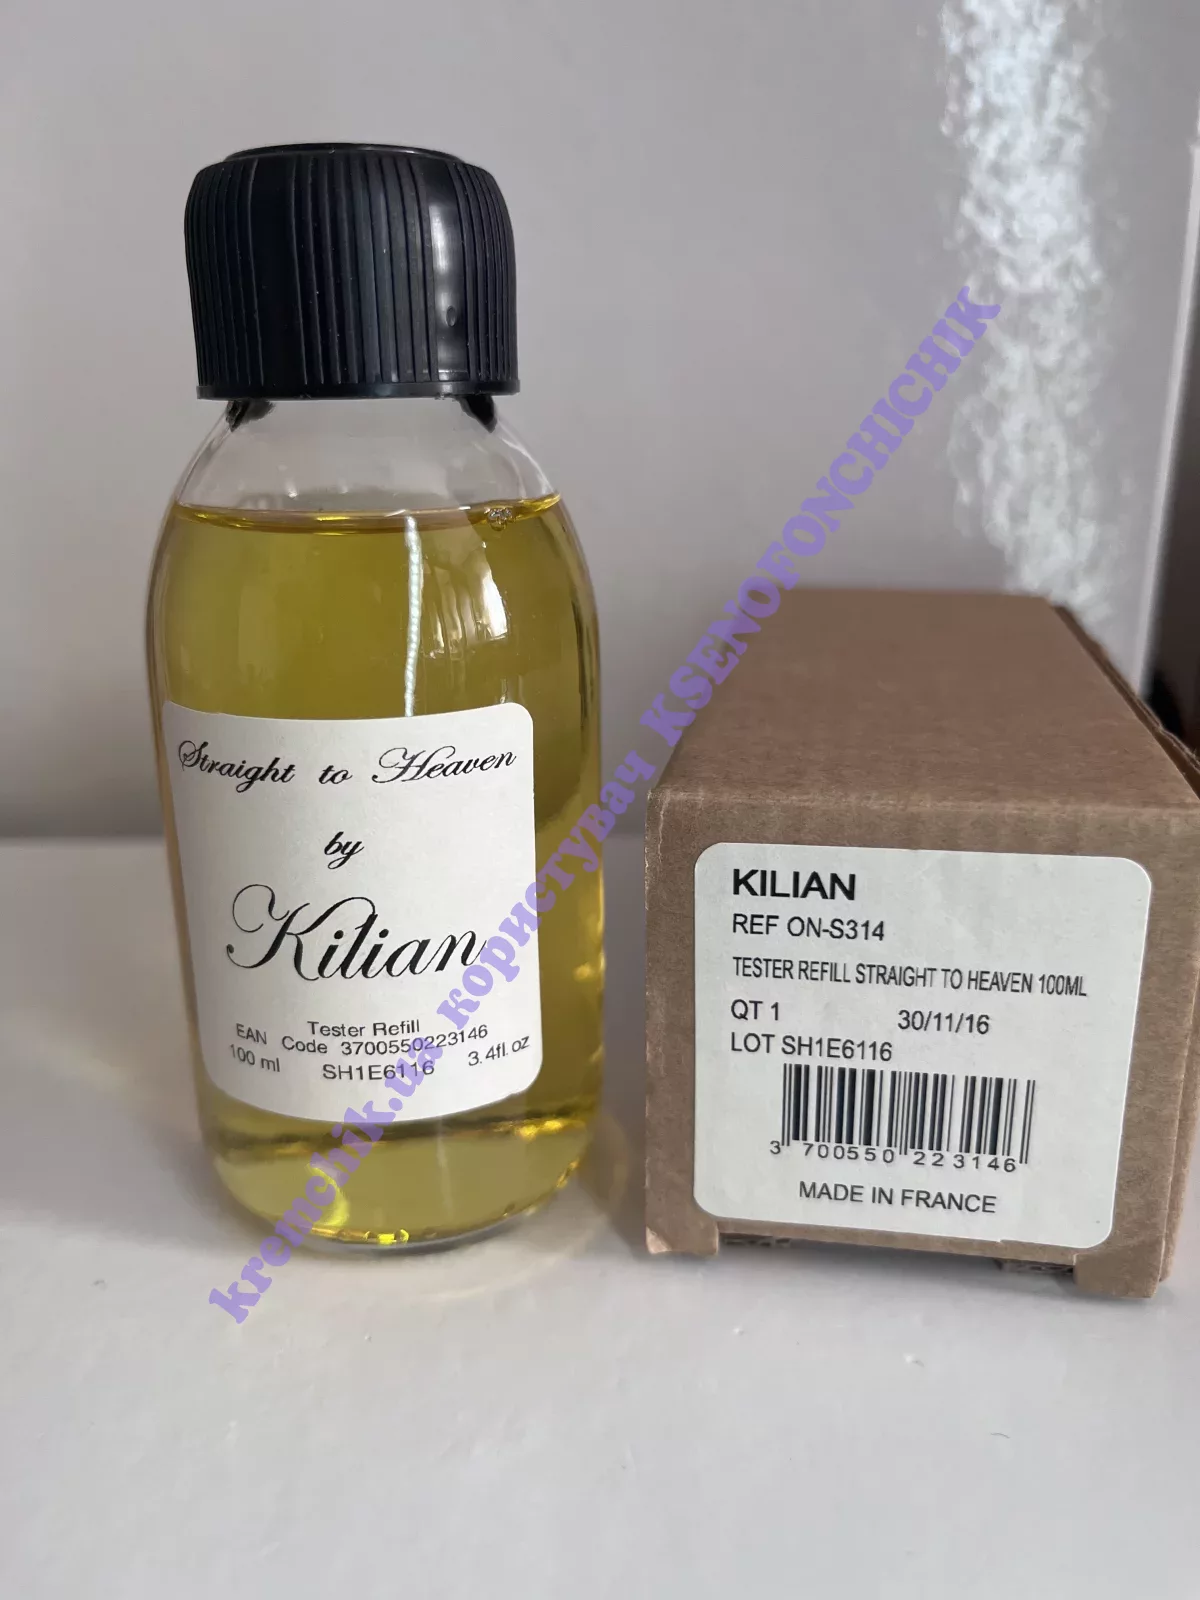 Straight to Heaven
by
Kilian
Tester Refill
EAN Code 3700550223146
100 ml SH1E6116 3.4fl.oz
KILIAN
REF ON-S314
TESTER REFILL STRAIGHT TO HEAVEN 100ML
QT 1 30/11/16
LOT SH1E6116
3 700550 223146
MADE IN FRANCE
kremchik.ua користувач KSENOFONCHICHIK